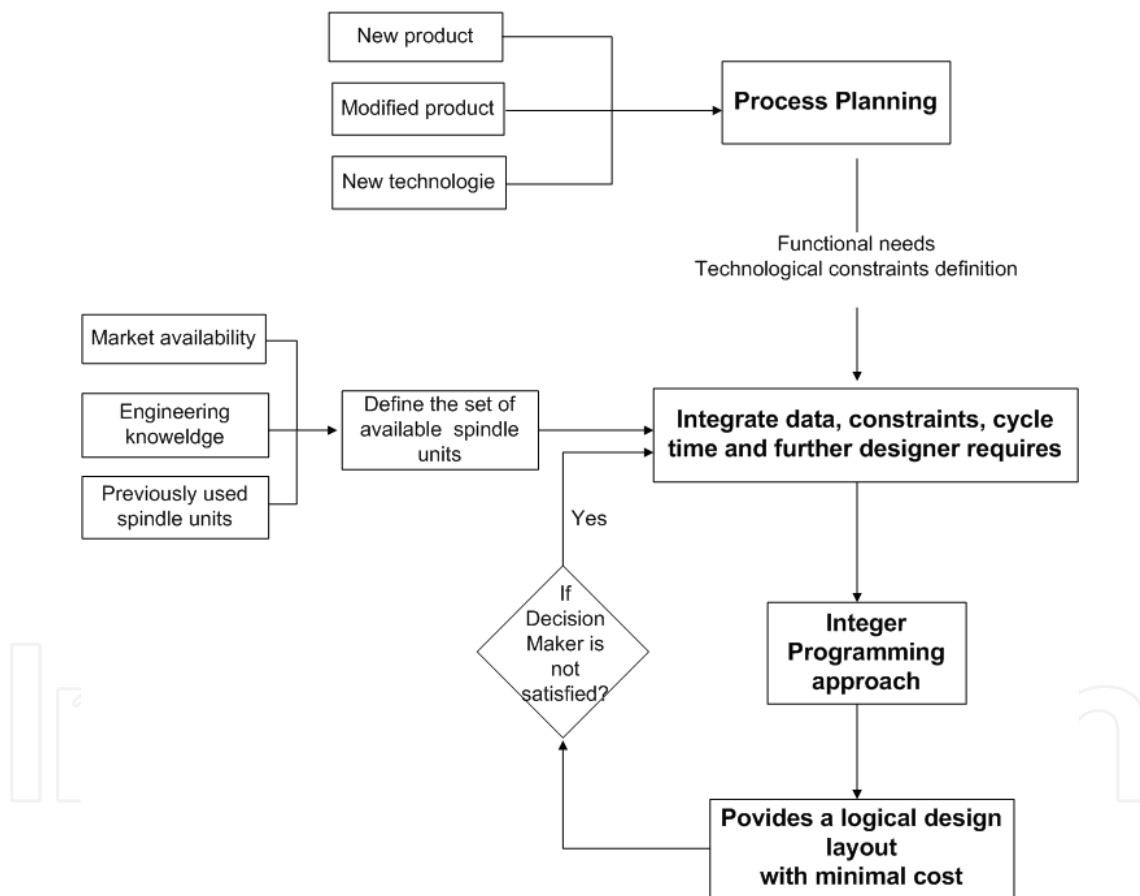 New product
Modified product
New technologie
Process Planning
Functional needs
Technological constraints definition
Market availability
Engineering
knoweldge
Previously used
spindle units
Define the set of
available spindle
units
Integrate data, constraints, cycle
time and further designer requires
Yes
If
Decision
Maker is
not
satisfied?
Integer
Programming
approach
Povides a logical design
layout
with minimal cost